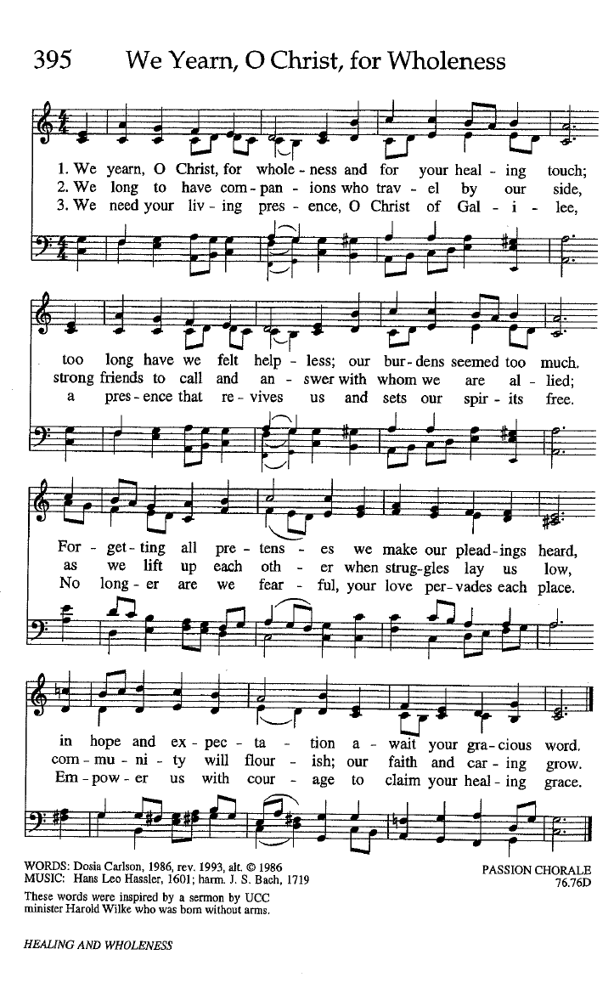 395 We Yearn, O Christ, for Wholeness
1. We yearn, O Christ, for whole - ness and for your heal - ing touch;
2. We long to have com - pan - ions who trav - el by our side,
3. We need your liv - ing pres - ence, O Christ of Gal - i - lee,
too long have we felt help - less; our bur - dens seemed too much.
strong friends to call and an - swer with whom we are al - lied;
a pres - ence that re - vives us and sets our spir - its free.
For - get - ting all pre - tens - es we make our plead - ings heard,
as we lift up each oth - er when strug - gles lay us low,
No long - er are we fear - ful, your love per - vades each place.
in hope and ex - pec - ta - tion a - wait your gra - cious word.
com - mu - ni - ty will flour - ish; our faith and car - ing grow.
Em - pow - er us with cour - age to claim your heal - ing grace.
WORDS: Dosia Carlson, 1986, rev. 1993, alt. © 1986
MUSIC: Hans Leo Hassler, 1601; harm. J. S. Bach, 1719
PASSION CHORALE
76.76D
These words were inspired by a sermon by UCC
minister Harold Wilke who was born without arms.
HEALING AND WHOLENESS